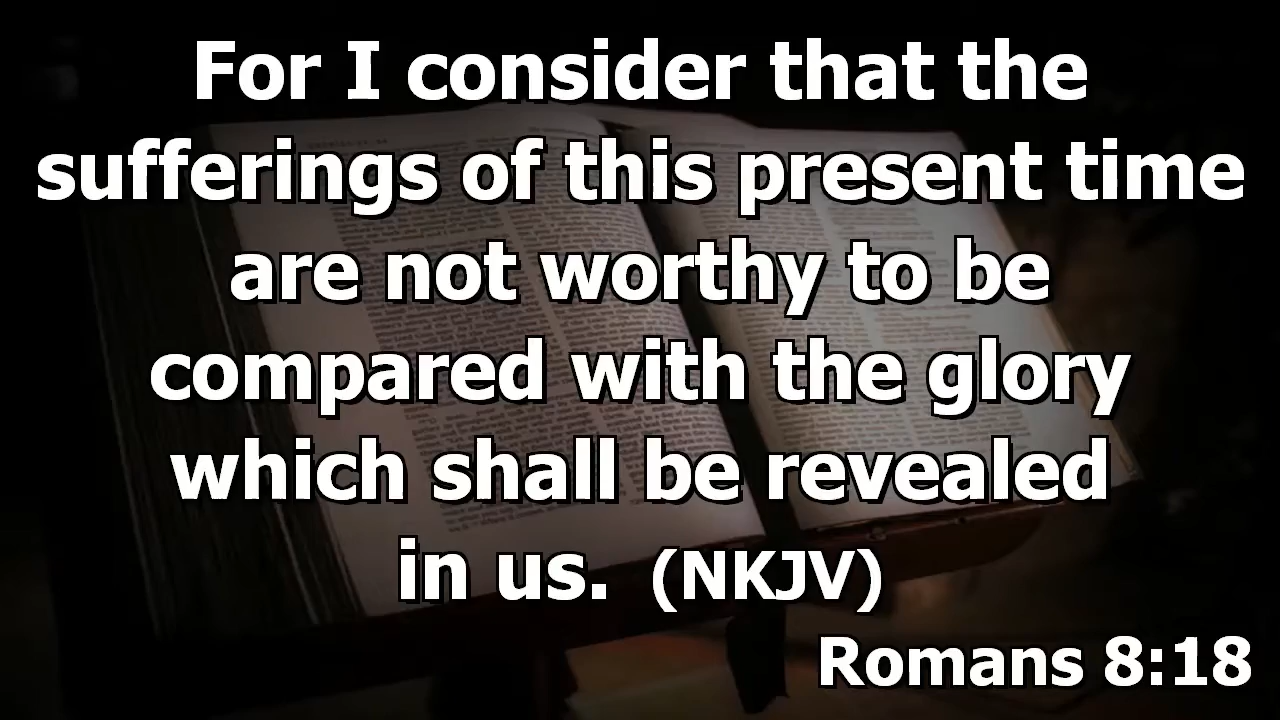 For I consider that the
sufferings of this present time
are not worthy to be
compared with the glory
which shall be revealed
in us. (NKJV)
Romans 8:18